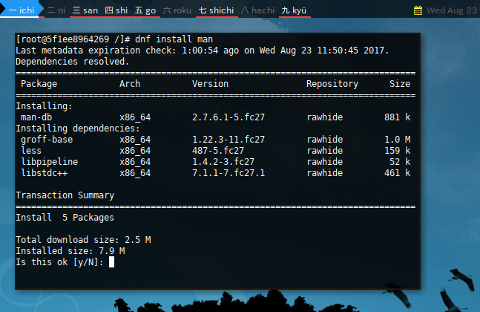 一 ichi 二 ni 三 san 四 shi 五 go 六 roku 七 shichi 八 hachi 九 kyū Wed Aug 23
[root@5f1ee8964269 /]# dnf install man
Last metadata expiration check: 1:00:54 ago on Wed Aug 23 11:50:45 2017.
Dependencies resolved.
================================================================================
Package Arch Version Repository Size
================================================================================
Installing:
man-db x86_64 2.7.6.1-5.fc27 rawhide 881 k
Installing dependencies:
groff-base x86_64 1.22.3-11.fc27 rawhide 1.0 M
less x86_64 487-5.fc27 rawhide 159 k
libpipeline x86_64 1.4.2-3.fc27 rawhide 52 k
libstdc++ x86_64 7.1.1-7.fc27.1 rawhide 461 k
Transaction Summary
================================================================================
Install 5 Packages
Total download size: 2.5 M
Installed size: 7.9 M
Is this ok [y/N]: